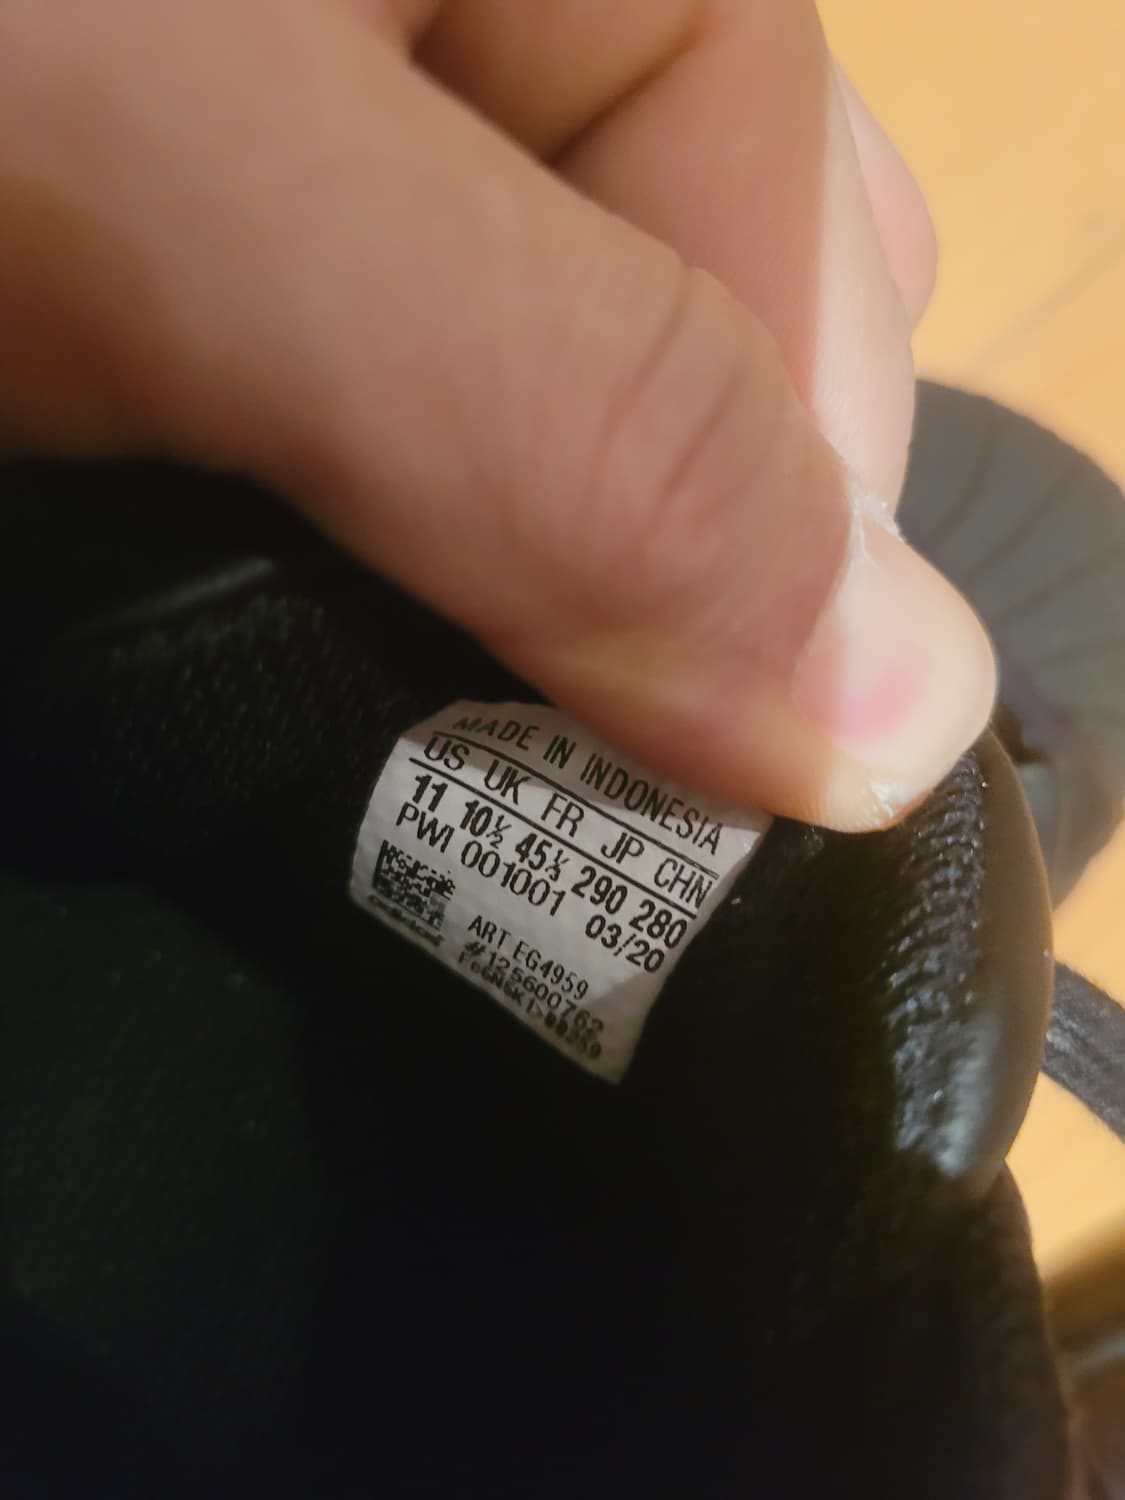 MADE IN INDONESIA
US UK FR JP CHN
11 10½ 45⅓ 290 280
PWI 001001 03/20
ART EG4959
#125600762